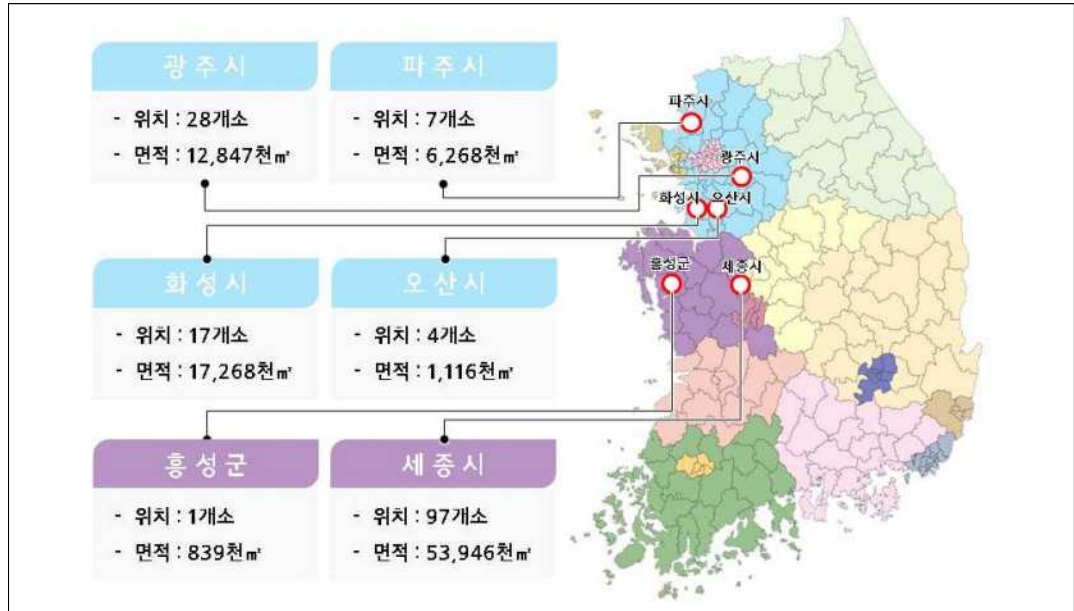 광주시
- 위치 : 28개소
- 면적 : 12,847천㎡
파주시
- 위치 : 7개소
- 면적 : 6,268천㎡
화성시
- 위치 : 17개소
- 면적 : 17,268천㎡
오산시
- 위치 : 4개소
- 면적 : 1,116천㎡
홍성군
- 위치 : 1개소
- 면적 : 839천㎡
세종시
- 위치 : 97개소
- 면적 : 53,946천㎡
파주시
광주시
화성시 오산시
홍성군 세종시